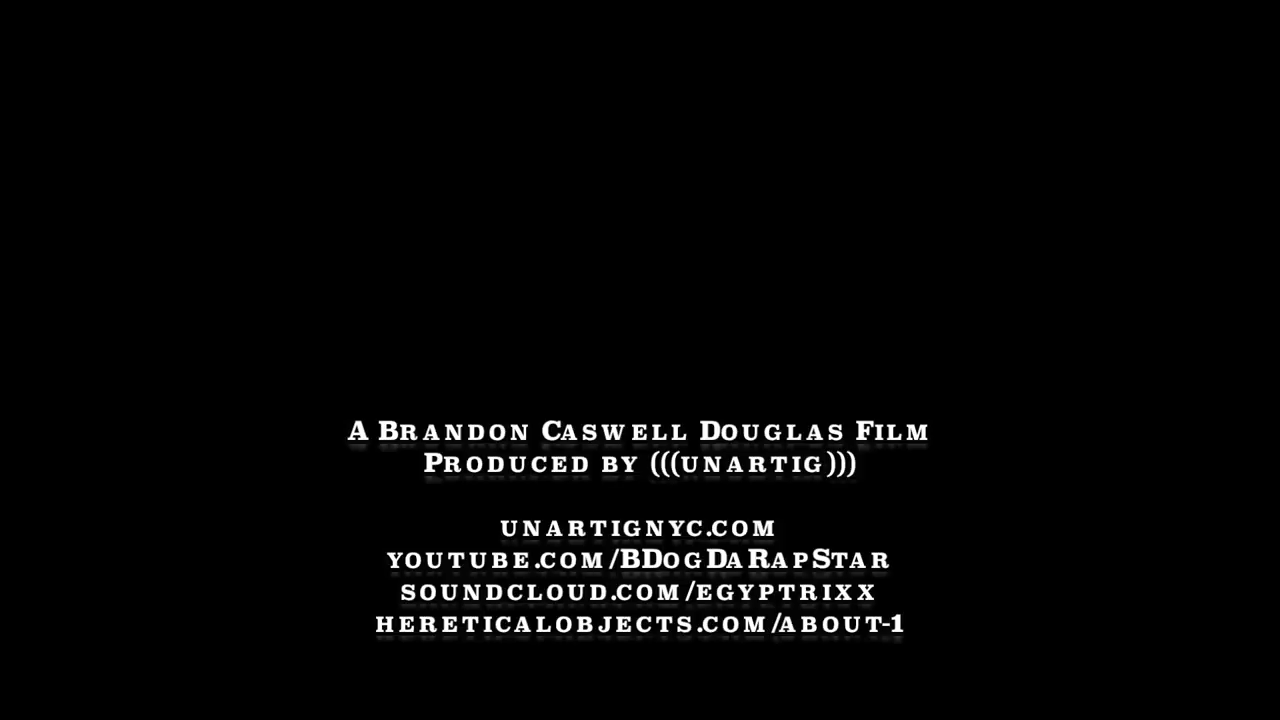 A Brandon Caswell Douglas Film
Produced by (((unartig)))
unartignyc.com
youtube.com/BDogDaRapStar
soundcloud.com/egyptrixx
hereticalobjects.com/about-1